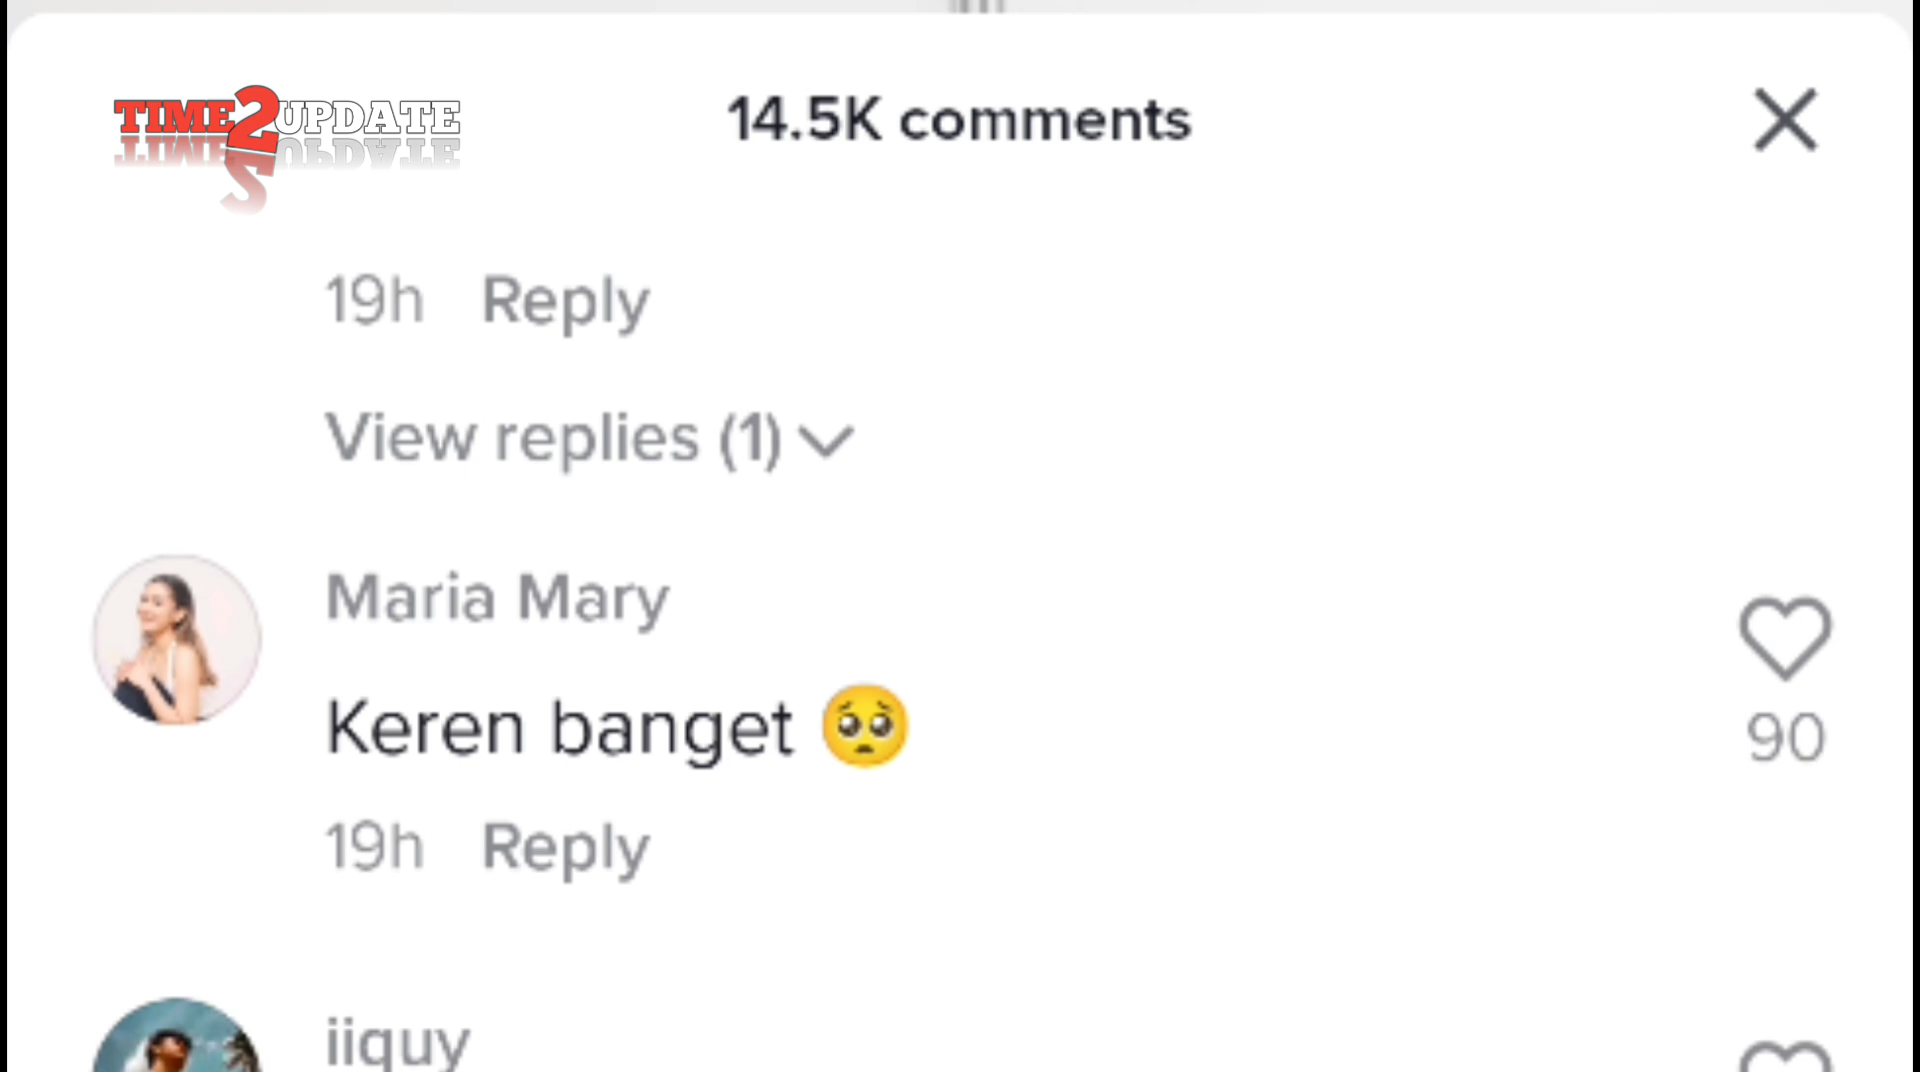 TIME2UPDATE
14.5K comments
19h Reply
View replies (1)
Maria Mary
Keren banget 🥺
90
19h Reply
iiquy